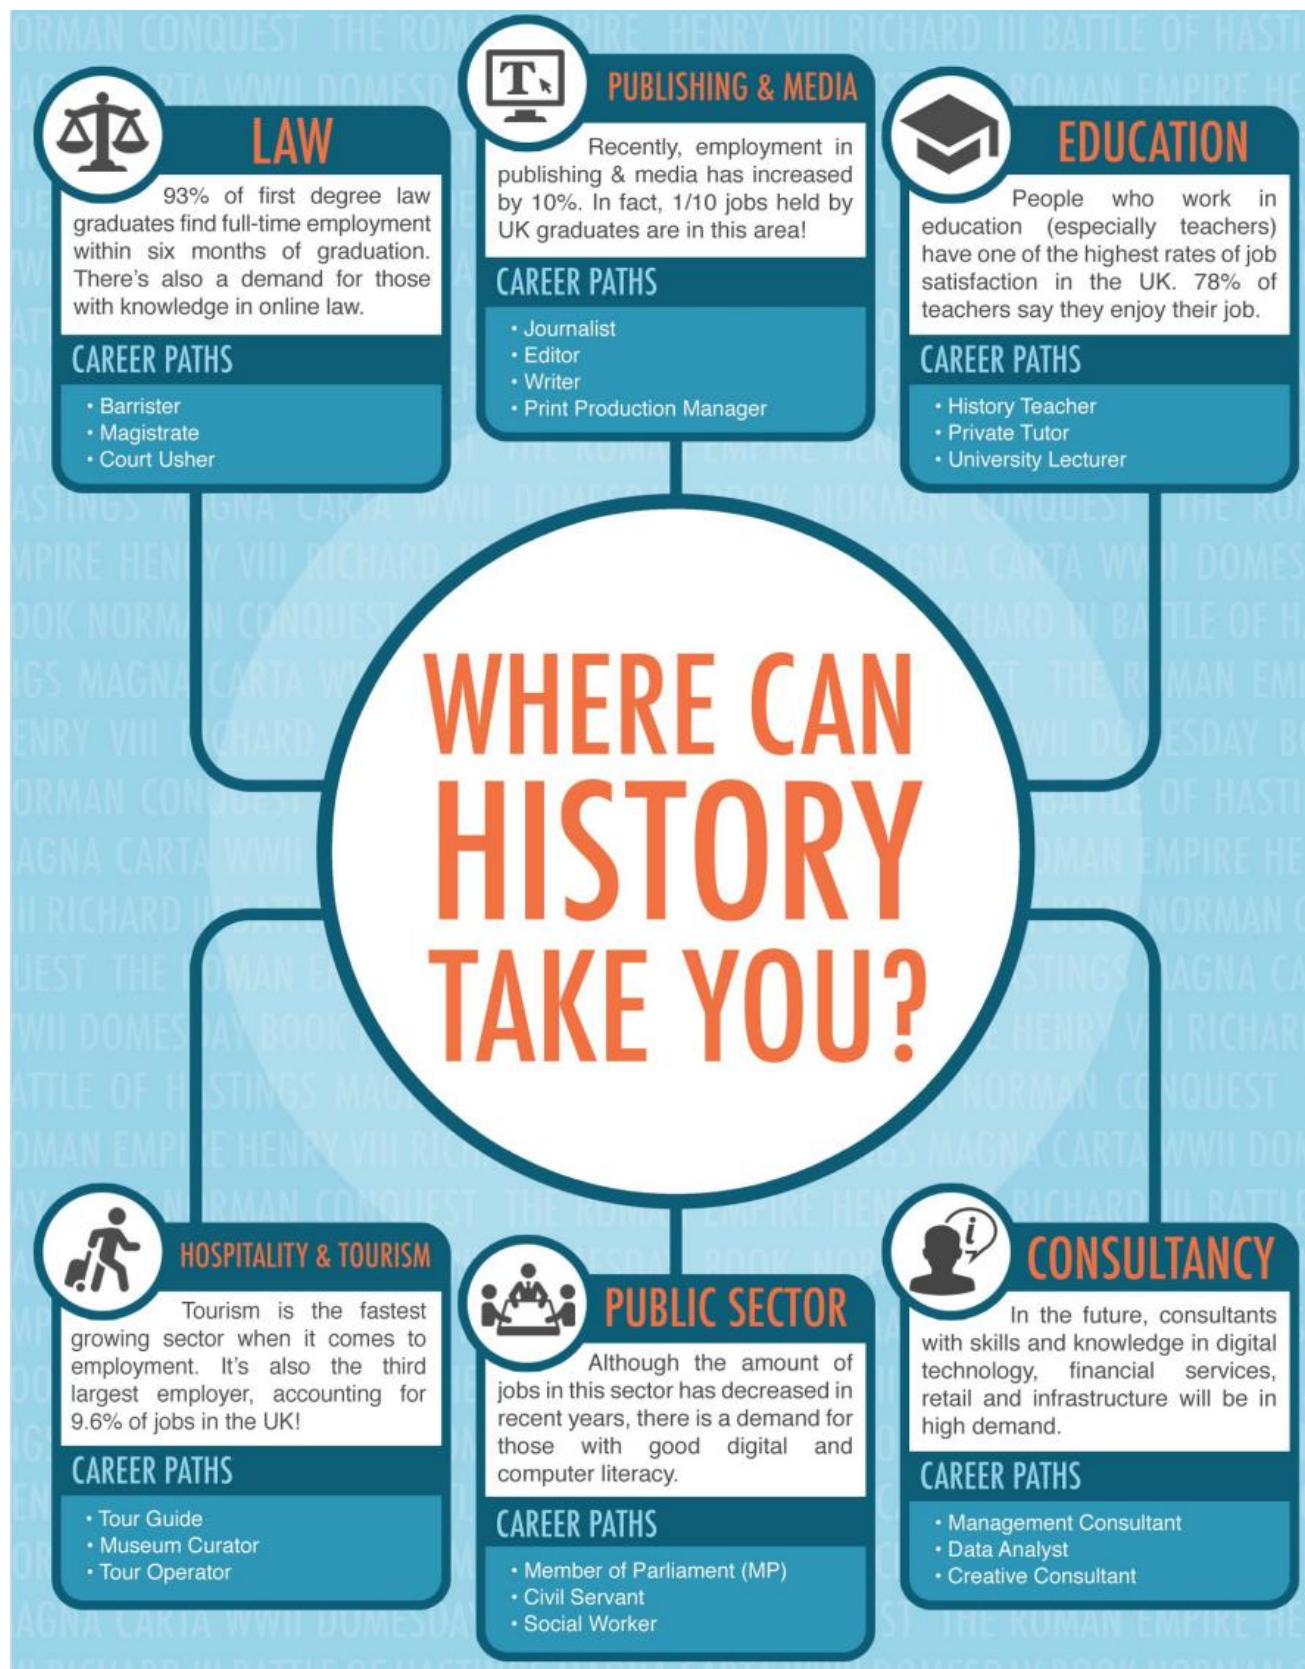 LAW
93% of first degree law
graduates find full-time employment
within six months of graduation.
There's also a demand for those
with knowledge in online law.
CAREER PATHS
• Barrister
• Magistrate
• Court Usher
T
PUBLISHING & MEDIA
Recently, employment in
publishing & media has increased
by 10%. In fact, 1/10 jobs held by
UK graduates are in this area!
CAREER PATHS
• Journalist
• Editor
• Writer
• Print Production Manager
EDUCATION
People who work in
education (especially teachers)
have one of the highest rates of job
satisfaction in the UK. 78% of
teachers say they enjoy their job.
CAREER PATHS
• History Teacher
• Private Tutor
• University Lecturer
WHERE CAN
HISTORY
TAKE YOU?
HOSPITALITY & TOURISM
Tourism is the fastest
growing sector when it comes to
employment. It's also the third
largest employer, accounting for
9.6% of jobs in the UK!
CAREER PATHS
• Tour Guide
• Museum Curator
• Tour Operator
PUBLIC SECTOR
Although the amount of
jobs in this sector has decreased in
recent years, there is a demand for
those with good digital and
computer literacy.
CAREER PATHS
• Member of Parliament (MP)
• Civil Servant
• Social Worker
i
CONSULTANCY
In the future, consultants
with skills and knowledge in digital
technology, financial services,
retail and infrastructure will be in
high demand.
CAREER PATHS
• Management Consultant
• Data Analyst
• Creative Consultant